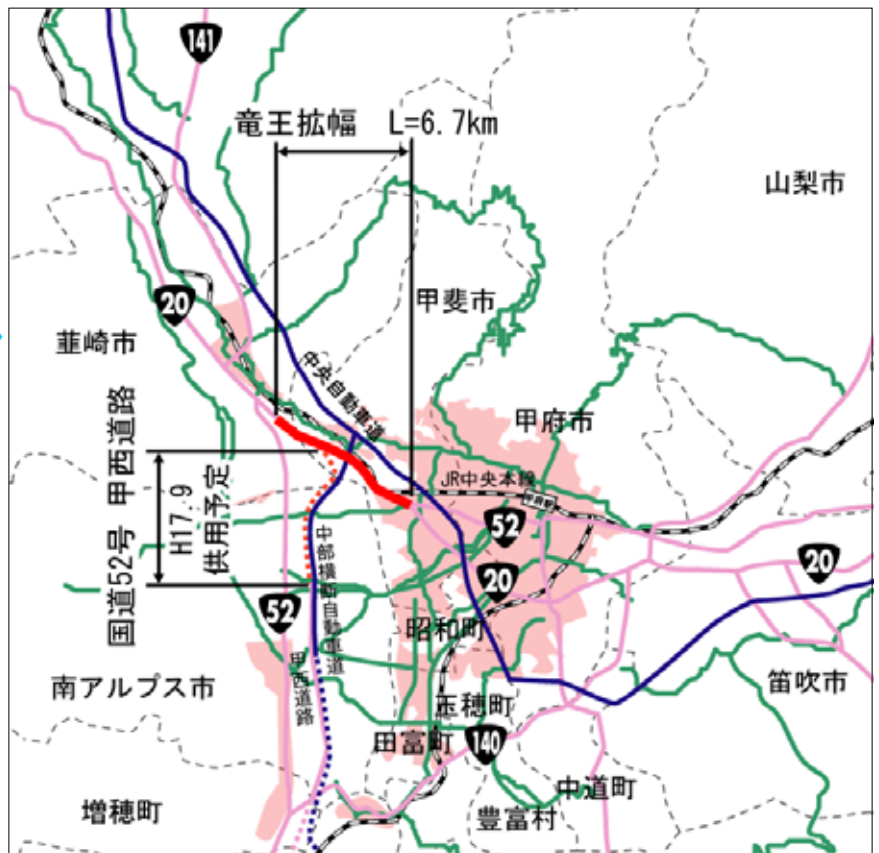 141
竜王拡幅 L=6.7km
山梨市
甲斐市
20
韮崎市
中央自動車道
甲府市
国道52号 甲西道路
H17.9
供用予定
JR中央本線
52
20
20
中部横断自動車道
52
昭和町
甲西道路
南アルプス市
笛吹市
玉穂町
田富町
140
中道町
増穂町
豊富村